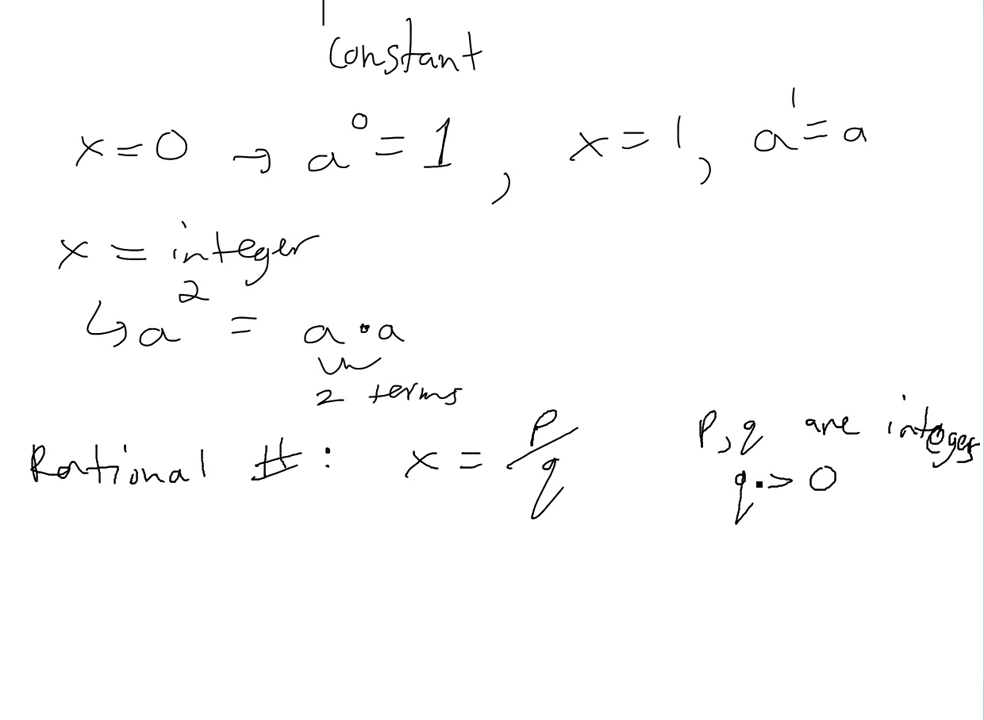 constant
x = 0 → a⁰ = 1, x = 1, a¹ = a
x = integer
↳ a² = a · a
2 terms
Rational #: x = p/q p, q are integers
q > 0